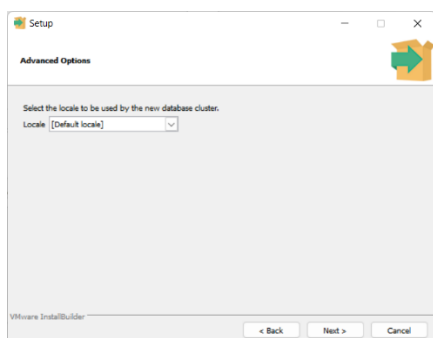 Setup
Advanced Options
Select the locale to be used by the new database cluster.
Locale [Default locale]
VMware InstallBuilder
< Back Next > Cancel